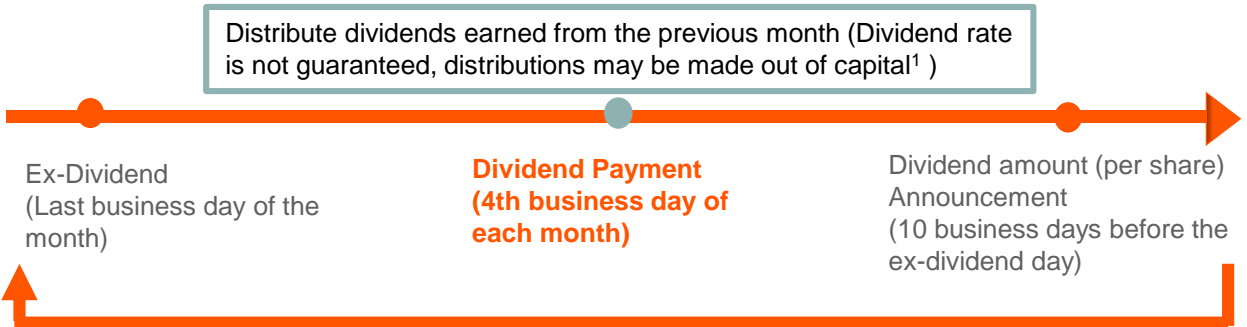 Distribute dividends earned from the previous month (Dividend rate
is not guaranteed, distributions may be made out of capital¹ )
Ex-Dividend
(Last business day of the
month)
Dividend Payment
(4th business day of
each month)
Dividend amount (per share)
Announcement
(10 business days before the
ex-dividend day)